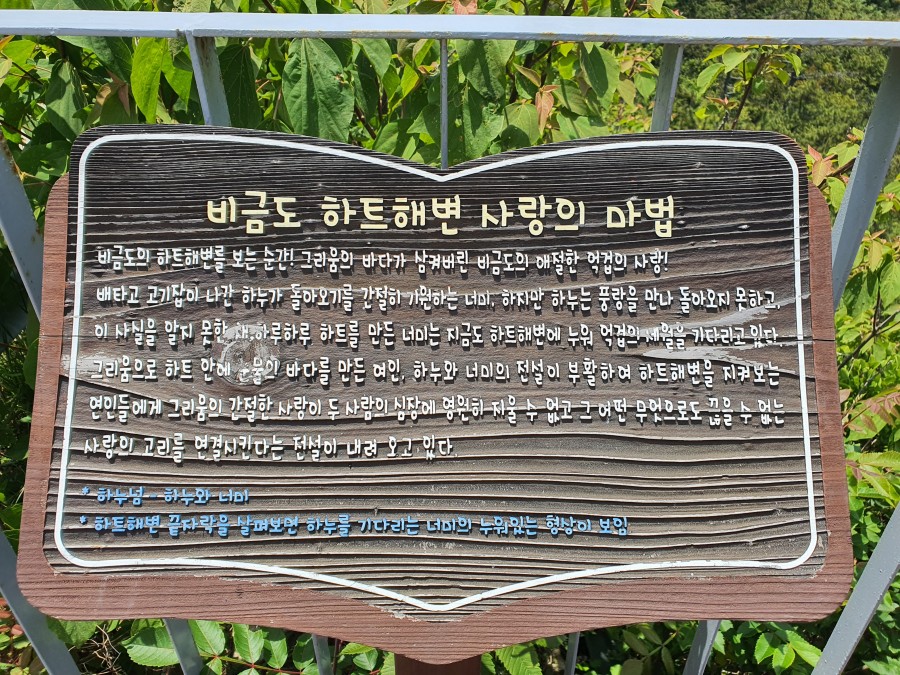 비금도 하트해변 사랑의 마법
비금도의 하트해변를 보는 순간! 그리움의 바다가 삼켜버린 비금도의 애절한 억겁의 사랑!
배타고 고기잡이 나간 하누가 돌아오기를 간절히 기원하는 너미, 하지만 하누는 풍랑을 만나 돌아오지 못하고,
이 사실을 알지 못한 채,하루하루 하트를 만든 너미는 지금도 하트해변에 누워 억겁의 세월을 기다리고있다
그리움으로 하트 안에 눈물의 바다를 만든 여인, 하누와 너미의 전설이 부활하여 하트해변을 지켜보는
연인들에게 그리움의 간절한 사랑이 두 사람의 심장에 영원히 지울 수 없고 그 어떤 무엇으로도 끊을 수 없는
사랑의 고리를 연결시킨다는 전설이 내려 오고 있다
* 하누넘 - 하누와 너미
* 하트해변 끝자락을 살펴보면 하누를 기다리는 너미의 누워있는 형상이 보임